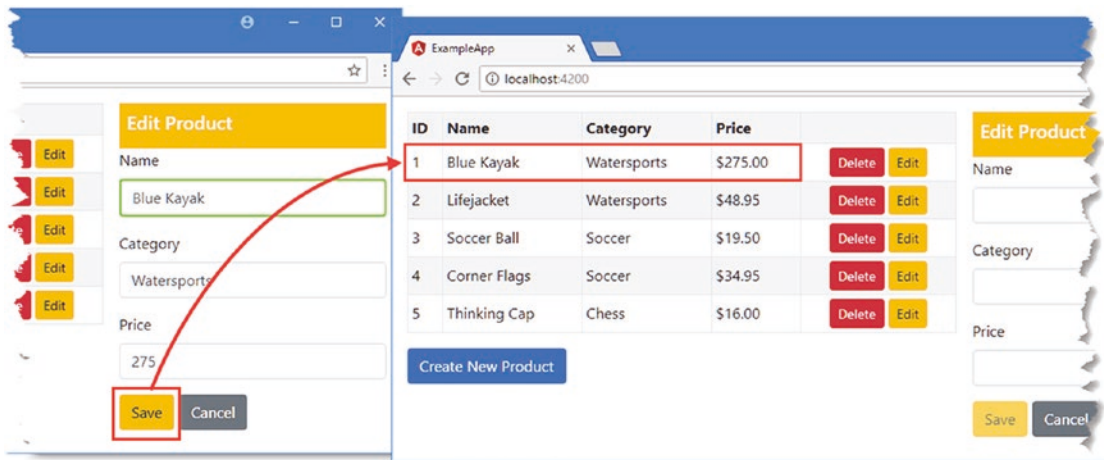 Edit Product
Edit
Name
Blue Kayak
Edit
Edit
Category
Edit
Watersports
Edit
Price
275
Save Cancel
ExampleApp
localhost:4200
ID Name Category Price
1 Blue Kayak Watersports $275.00 Delete Edit
2 Lifejacket Watersports $48.95 Delete Edit
3 Soccer Ball Soccer $19.50 Delete Edit
4 Corner Flags Soccer $34.95 Delete Edit
5 Thinking Cap Chess $16.00 Delete Edit
Create New Product
Edit Product
Name
Category
Price
Save Cancel